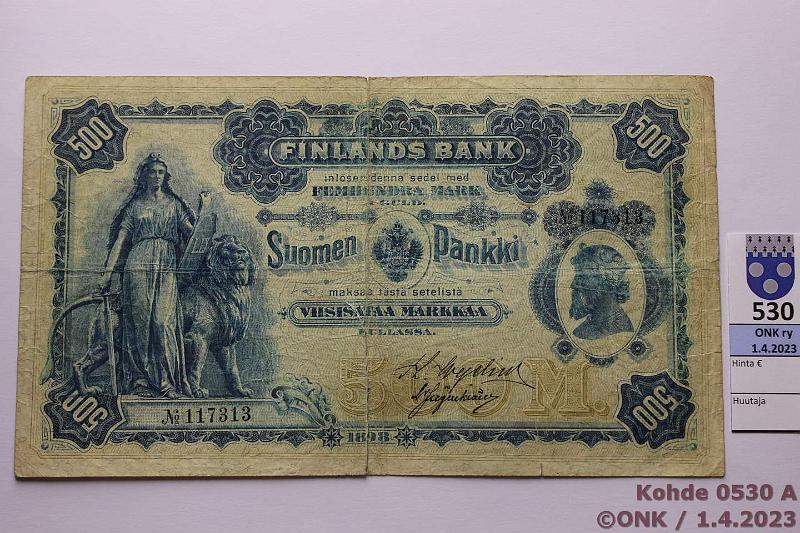 500
500
FINLANDS BANK
inlöser denna sedel med
FEMHUNDRA MARK
I GULD.
№ 117313
Suomen Pankki
maksaa tästä setelistä
VIISISATAA MARKKAA
KULLASSA.
500 M.
№ 117313
500
1898
500
530
ONK ry
1.4.2023
Hinta €
Huutaja
Kohde 0530 A
©ONK / 1.4.2023